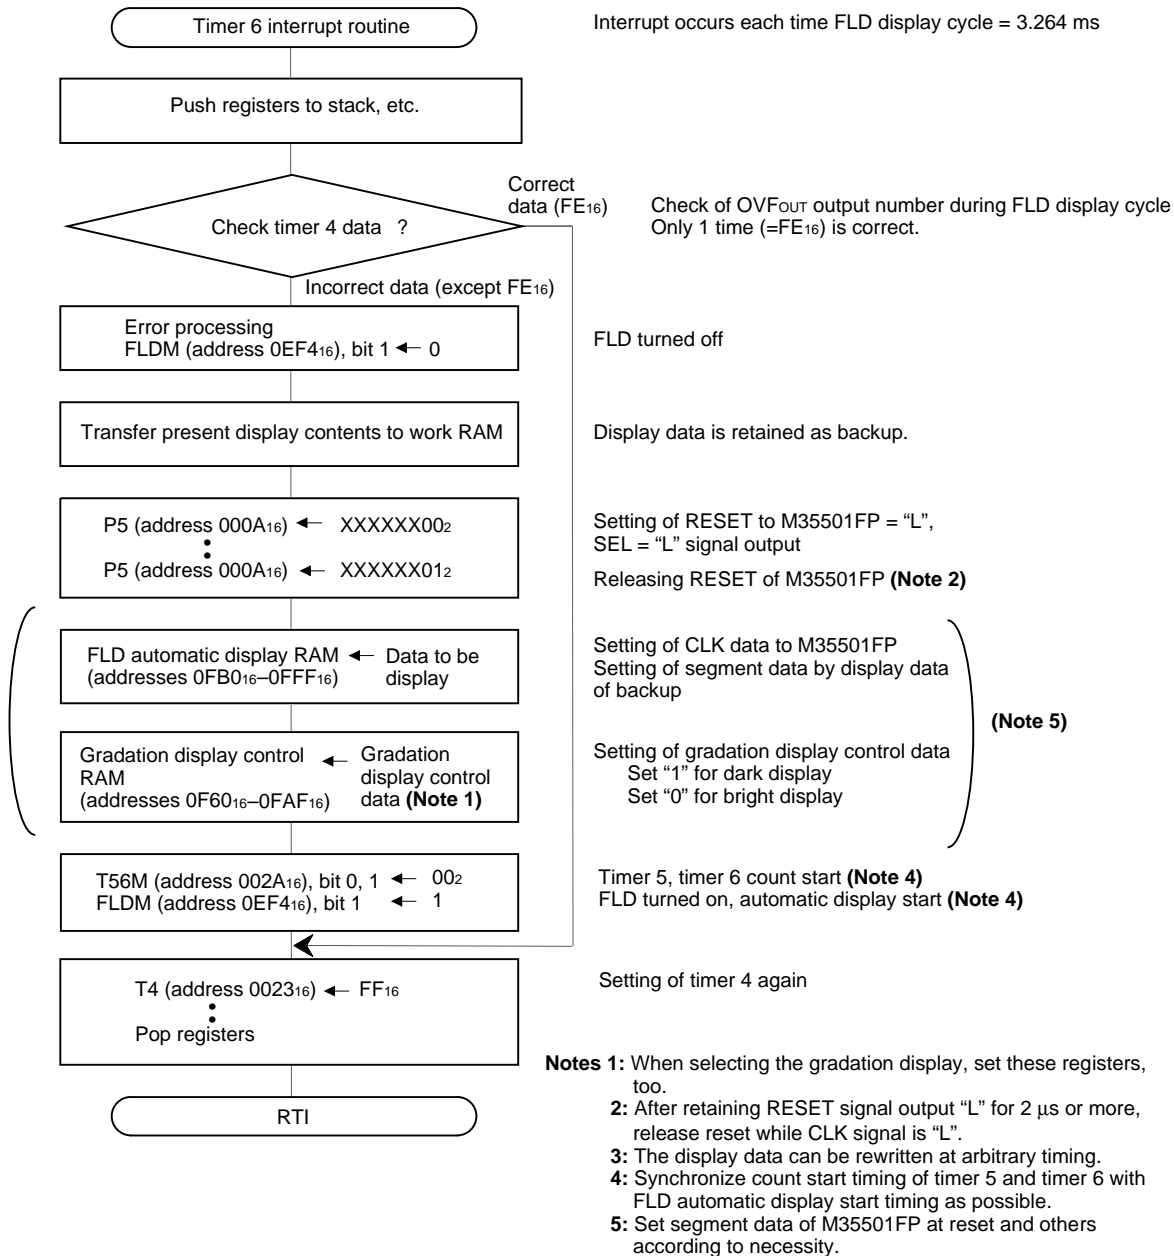 Timer 6 interrupt routine
Interrupt occurs each time FLD display cycle = 3.264 ms
Push registers to stack, etc.
Check timer 4 data ?
Correct
data (FE16)
Check of OVFOUT output number during FLD display cycle
Only 1 time (=FE16) is correct.
Incorrect data (except FE16)
Error processing
FLDM (address 0EF416), bit 1 ← 0
FLD turned off
Transfer present display contents to work RAM
Display data is retained as backup.
P5 (address 000A16) ← XXXXXX002
P5 (address 000A16) ← XXXXXX012
Setting of RESET to M35501FP = “L”,
SEL = “L” signal output
Releasing RESET of M35501FP (Note 2)
FLD automatic display RAM ← Data to be
(addresses 0FB016–0FFF16) display
Setting of CLK data to M35501FP
Setting of segment data by display data
of backup
(Note 5)
Gradation display control ← Gradation
RAM display control
(addresses 0F6016–0FAF16) data (Note 1)
Setting of gradation display control data
Set “1” for dark display
Set “0” for bright display
T56M (address 002A16), bit 0, 1 ← 002
FLDM (address 0EF416), bit 1 ← 1
Timer 5, timer 6 count start (Note 4)
FLD turned on, automatic display start (Note 4)
T4 (address 002316) ← FF16
Pop registers
Setting of timer 4 again
RTI
Notes 1: When selecting the gradation display, set these registers,
too.
2: After retaining RESET signal output “L” for 2 µs or more,
release reset while CLK signal is “L”.
3: The display data can be rewritten at arbitrary timing.
4: Synchronize count start timing of timer 5 and timer 6 with
FLD automatic display start timing as possible.
5: Set segment data of M35501FP at reset and others
according to necessity.